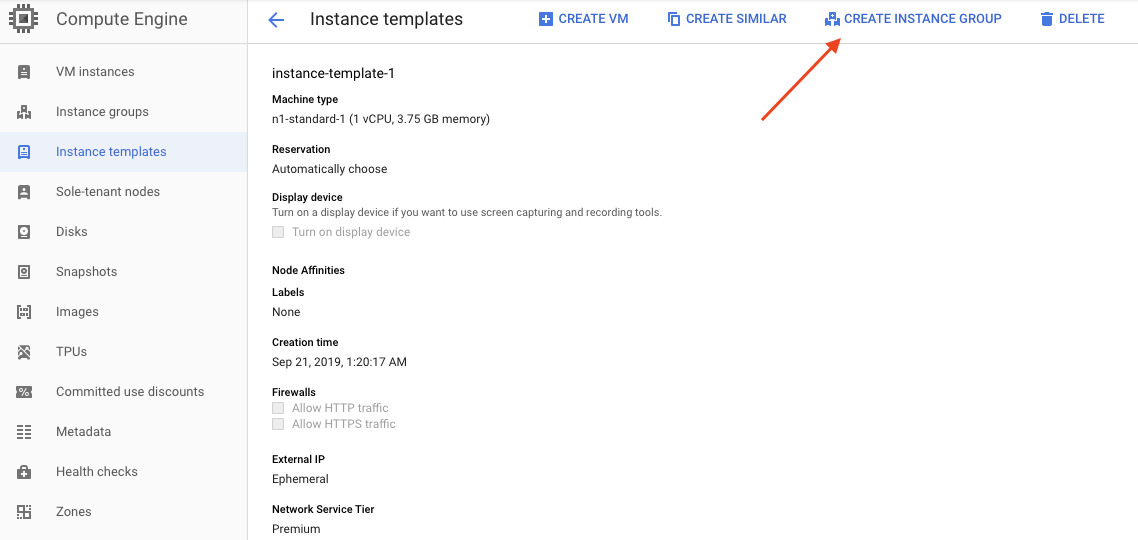 Compute Engine
Instance templates
CREATE VM
CREATE SIMILAR
CREATE INSTANCE GROUP
DELETE
VM instances
Instance groups
Instance templates
Sole-tenant nodes
Disks
Snapshots
Images
TPUs
Committed use discounts
Metadata
Health checks
Zones
instance-template-1
Machine type
n1-standard-1 (1 vCPU, 3.75 GB memory)
Reservation
Automatically choose
Display device
Turn on a display device if you want to use screen capturing and recording tools.
Turn on display device
Node Affinities
Labels
None
Creation time
Sep 21, 2019, 1:20:17 AM
Firewalls
Allow HTTP traffic
Allow HTTPS traffic
External IP
Ephemeral
Network Service Tier
Premium